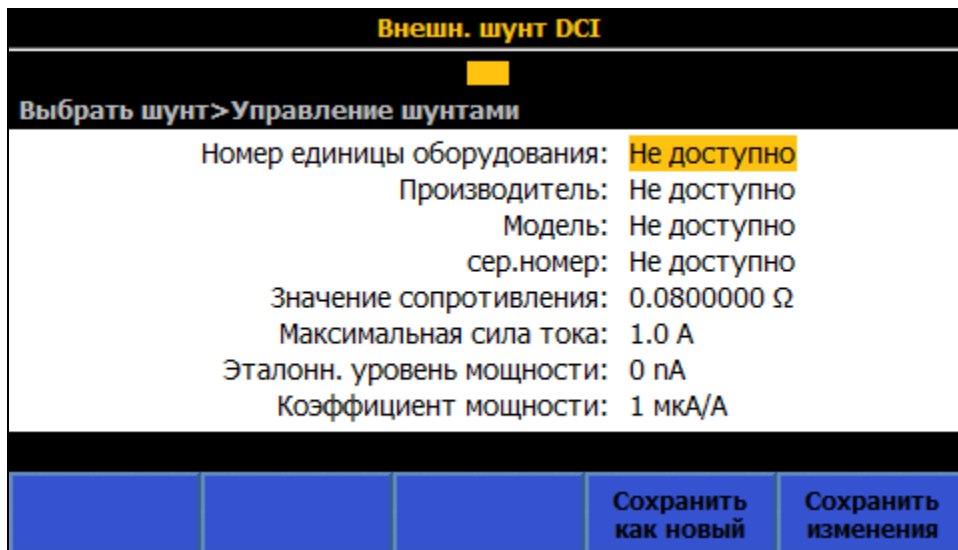 Внешн. шунт DCI
Выбрать шунт>Управление шунтами
Номер единицы оборудования: Не доступно
Производитель: Не доступно
Модель: Не доступно
сер.номер: Не доступно
Значение сопротивления: 0.0800000 Ω
Максимальная сила тока: 1.0 A
Эталонн. уровень мощности: 0 nA
Коэффициент мощности: 1 мкА/А
Сохранить как новый
Сохранить изменения